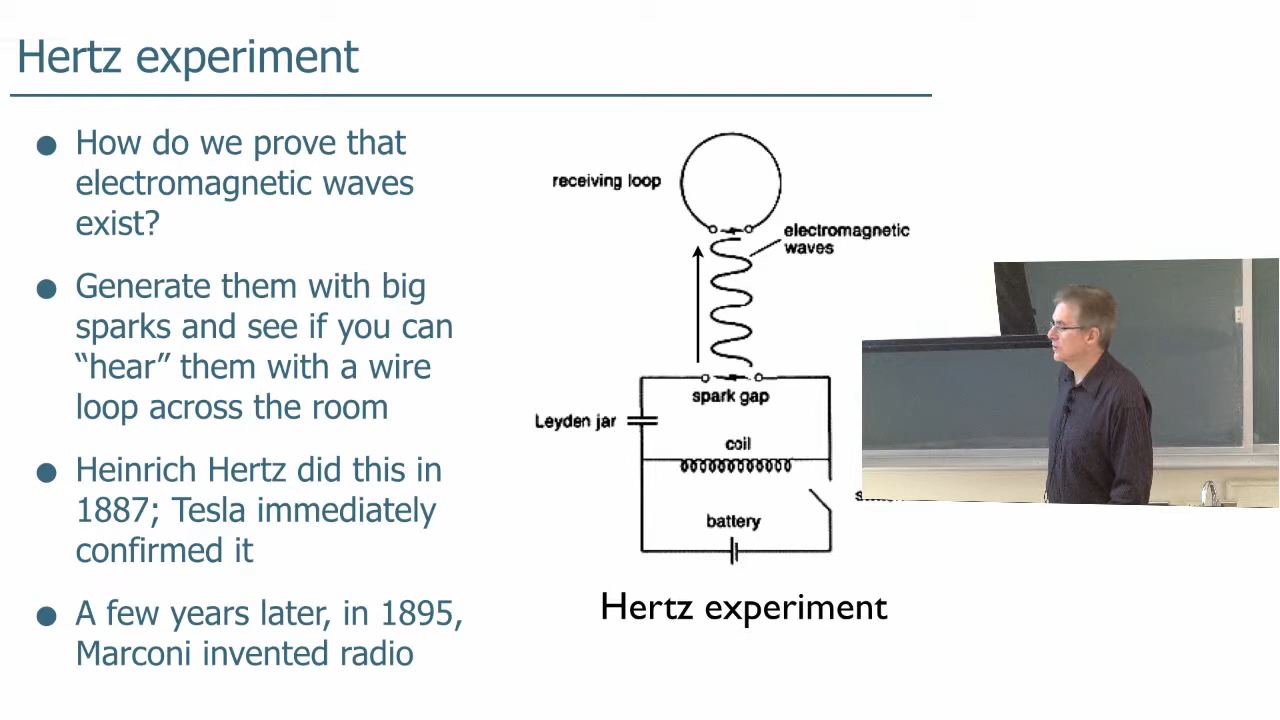 Hertz experiment
● How do we prove that
electromagnetic waves
exist?
● Generate them with big
sparks and see if you can
“hear” them with a wire
loop across the room
● Heinrich Hertz did this in
1887; Tesla immediately
confirmed it
● A few years later, in 1895,
Marconi invented radio
receiving loop
electromagnetic
waves
spark gap
Leyden jar
coil
battery
Hertz experiment